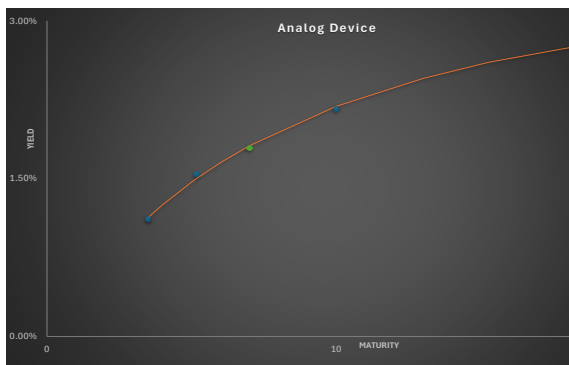 3.00%
Analog Device
YIELD
1.50%
0.00%
0
10
MATURITY